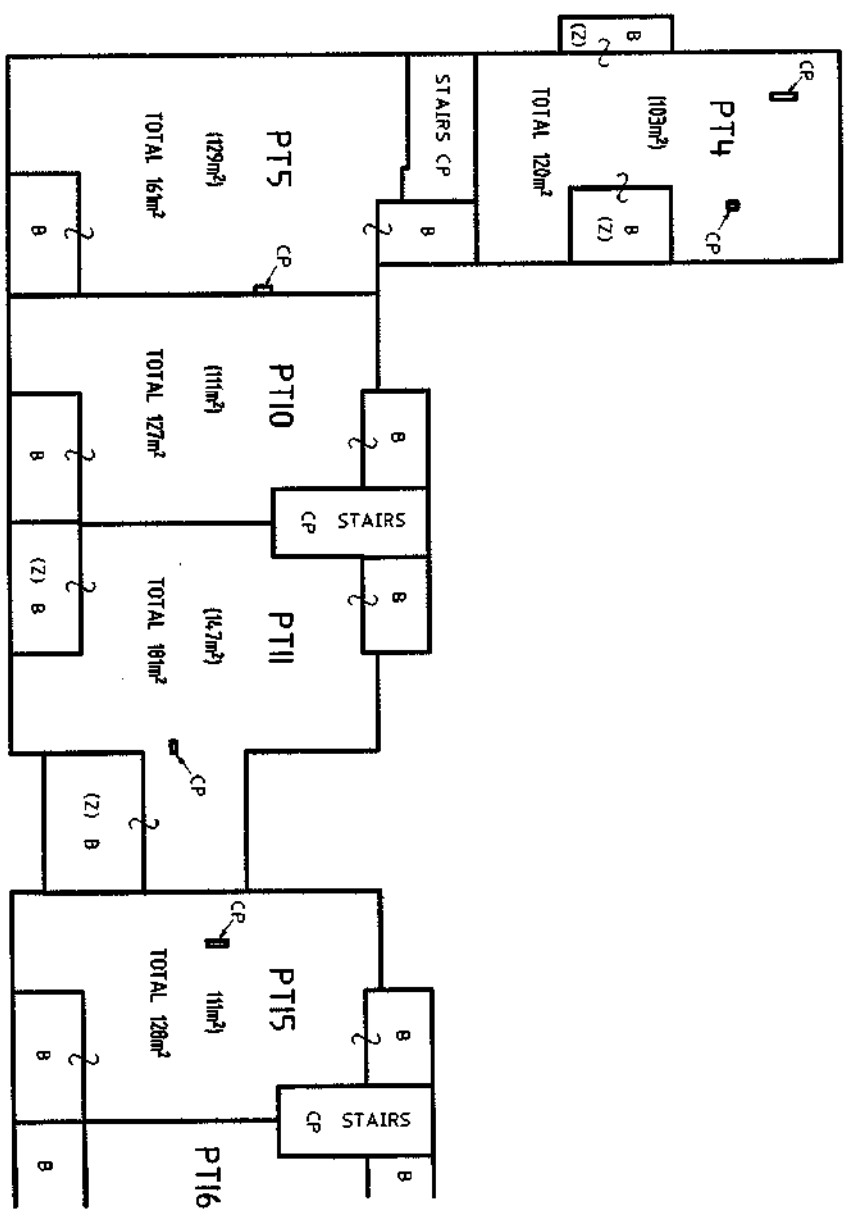 B
(Z)
CP
PT4
(103m²)
TOTAL 120m²
CP
B
(Z)
STAIRS CP
B
PT5
(129m²)
TOTAL 161m²
B
CP
PT10
(111m²)
TOTAL 127m²
B
B
STAIRS
CP
PT11
(147m²)
TOTAL 181m²
B
(Z) B
CP
(Z) B
CP
PT15
111m²)
TOTAL 128m²
B
B
STAIRS
CP
PT16
B
B